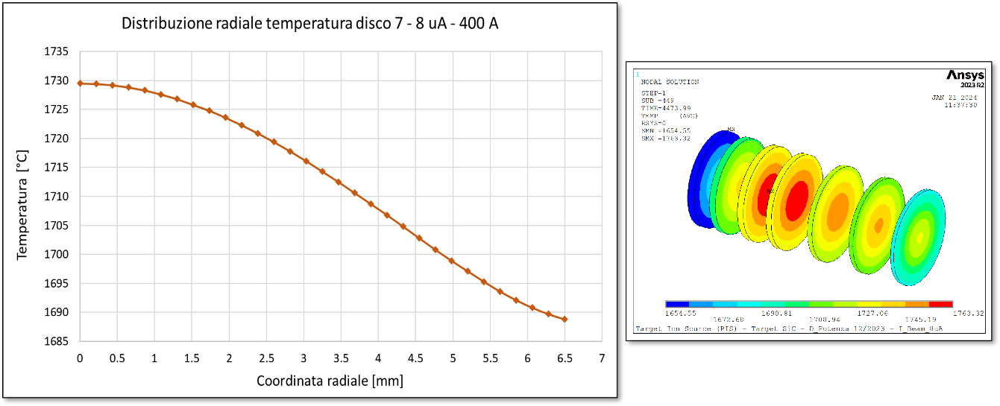 Distribuzione radiale temperatura disco 7 - 8 uA - 400 A
1735
1730
1725
1720
1715
1710
1705
1700
1695
1690
1685
0 0.5 1 1.5 2 2.5 3 3.5 4 4.5 5 5.5 6 6.5 7
Temperatura [°C]
Coordinata radiale [mm]
1
NODAL SOLUTION
STEP=1
SUB =449
TIME=4473.99
TEMP (AVG)
RSYS=0
SMN =1654.55
SMX =1763.32
Ansys
2023 R2
JAN 21 2024
11:37:30
MN
MX
1654.55 1690.81 1727.06 1763.32
1672.68 1708.94 1745.19
Target Ion Source (PIS) - Target SiC - D_Potenza 12/2023 - I_Beam_8uA